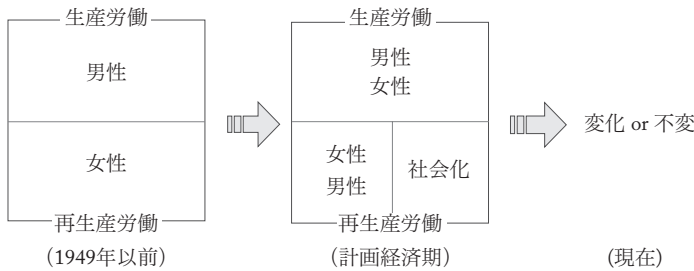 生産労働
男性
女性
再生産労働
(1949年以前)
生産労働
男性
女性
女性
男性
社会化
再生産労働
(計画経済期)
変化 or 不変
(現在)